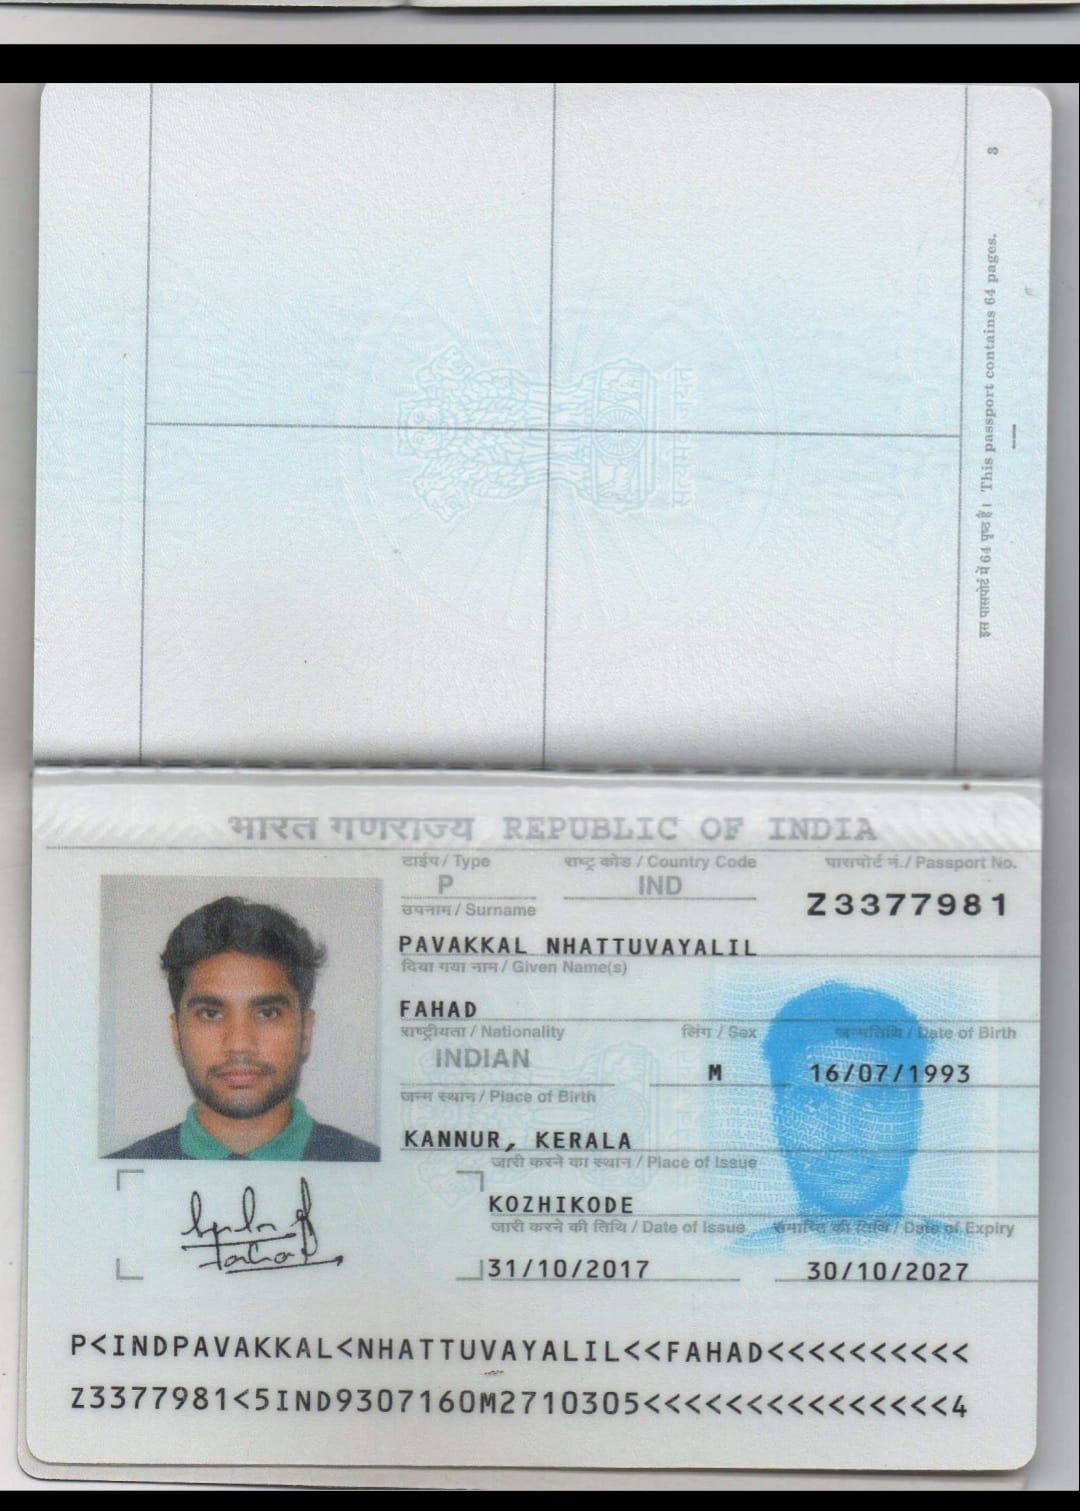 3
इस पासपोर्ट में 64 पृष्ठ है। This passport contains 64 pages.
भारत गणराज्य REPUBLIC OF INDIA
टाईप / Type राष्ट्र कोड / Country Code पासपोर्ट नं./ Passport No.
P IND Z3377981
उपनाम / Surname
PAVAKKAL NHATTUVAYALIL
दिया गया नाम / Given Name(s)
FAHAD
राष्ट्रीयता / Nationality लिंग / Sex जन्मतिथि / Date of Birth
INDIAN M 16/07/1993
जन्म स्थान / Place of Birth
KANNUR, KERALA
जारी करने का स्थान / Place of Issue
KOZHIKODE
जारी करने की तिथि / Date of Issue समाप्ति की तिथि / Date of Expiry
31/10/2017 30/10/2027
P<INDPAVAKKAL<NHATTUVAYALIL<<FAHAD<<<<<<<<<<
Z3377981<5IND9307160M2710305<<<<<<<<<<<<<<<4